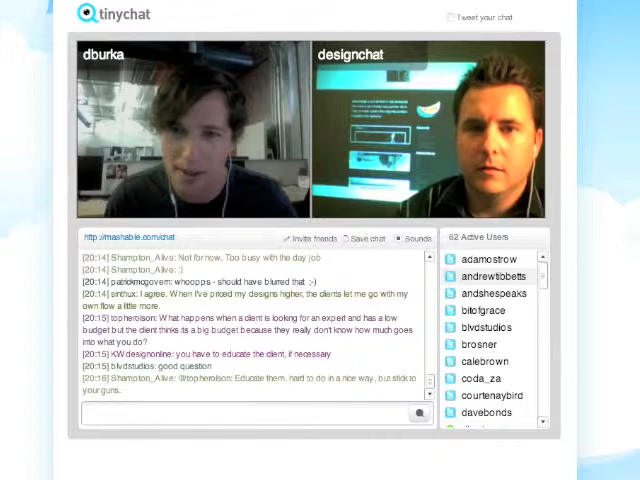 tinychat
Tweet your chat
dburka
designchat
http://mashable.com/chat
Invite friends
Save chat
Sounds
62 Active Users
[20:14] Shampton_Alive: Not for now. Too busy with the day job
[20:14] Shampton_Alive: :)
[20:14] patrickmcgovern: whoopps - should have blurred that ;-)
[20:14] sinthux: I agree. When I've priced my designs higher, the clients let me go with my
own flow a little more.
[20:15] topherolson: What happens when a client is looking for an expert and has a low
budget but the client thinks its a big budget because they really don't know how much goes
into what you do?
[20:15] KWdesignonline: you have to educate the client, if necessary
[20:15] blvdstudios: good question
[20:16] Shampton_Alive: @topherolson: Educate them. hard to do in a nice way, but stick to
your guns.
adamostrow
andrewtibbetts
andshespeaks
bitofgrace
blvdstudios
brosner
calebrown
coda_za
courtenaybird
davebonds